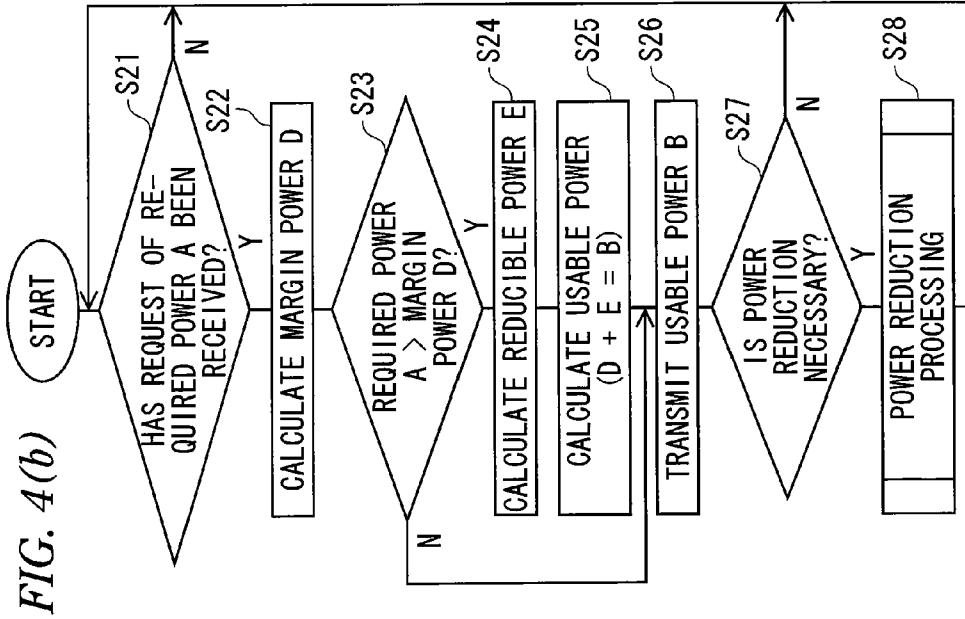 FIG. 4(b)
START
HAS REQUEST OF RE-
QUIRED POWER A BEEN
RECEIVED?
S21
N
Y
CALCULATE MARGIN POWER D
S22
REQUIRED POWER
A > MARGIN
POWER D?
S23
N
Y
CALCULATE REDUCIBLE POWER E
S24
CALCULATE USABLE POWER
(D + E = B)
S25
TRANSMIT USABLE POWER B
S26
IS POWER
REDUCTION
NECESSARY?
S27
N
Y
POWER REDUCTION
PROCESSING
S28